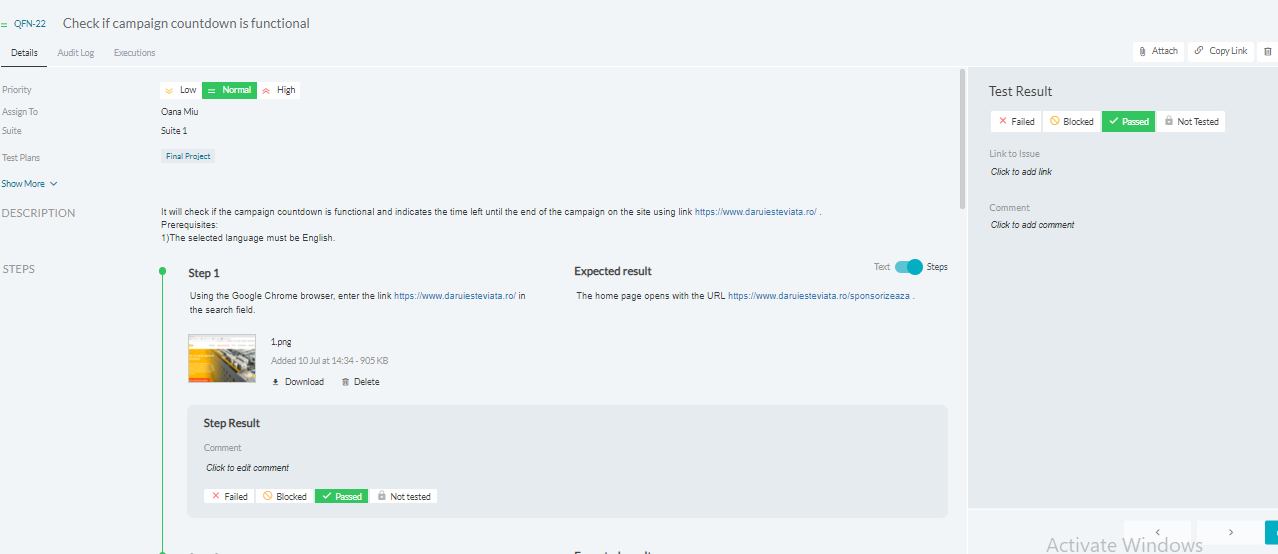 QFN-22 Check if campaign countdown is functional
Details Audit Log Executions
Attach Copy Link
Priority Low Normal High
Assign To Oana Miu
Suite Suite 1
Test Plans Final Project
Show More
DESCRIPTION It will check if the campaign countdown is functional and indicates the time left until the end of the campaign on the site using link https://www.daruiesteviata.ro/ .
Prerequisites:
1)The selected language must be English.
STEPS
Step 1
Using the Google Chrome browser, enter the link https://www.daruiesteviata.ro/ in
the search field.
Expected result
Text Steps
The home page opens with the URL https://www.daruiesteviata.ro/sponsorizeaza .
1.png
Added 10 Jul at 14:34 - 905 KB
Download Delete
Step Result
Comment
Click to edit comment
Failed Blocked Passed Not tested
Test Result
Failed Blocked Passed Not Tested
Link to Issue
Click to add link
Comment
Click to add comment
Activate Windows